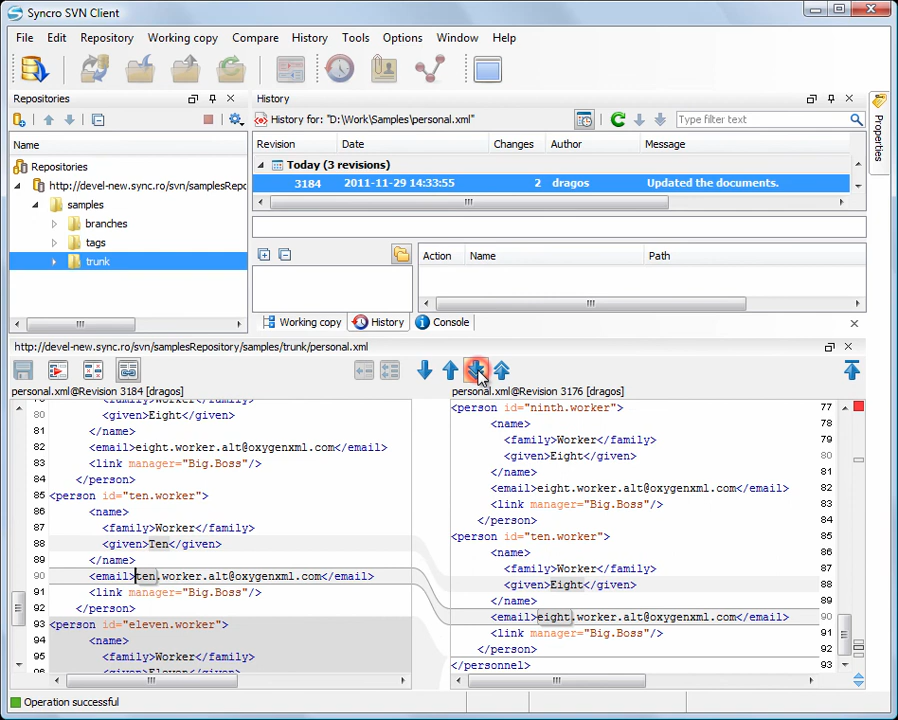 Syncro SVN Client
File Edit Repository Working copy Compare History Tools Options Window Help
Repositories
Name
Repositories
http://devel-new.sync.ro/svn/samplesRepo
samples
branches
tags
trunk
History
History for: "D:\Work\Samples\personal.xml"
Type filter text
Revision Date Changes Author Message
Today (3 revisions)
3184 2011-11-29 14:33:55 2 dragos Updated the documents.
Action Name Path
Working copy History Console
Properties
http://devel-new.sync.ro/svn/samplesRepository/samples/trunk/personal.xml
personal.xml@Revision 3184 [dragos]
80 <given>Eight</given>
81 </name>
82 <email>eight.worker.alt@oxygenxml.com</email>
83 <link manager="Big.Boss"/>
84 </person>
85 <person id="ten.worker">
86 <name>
87 <family>Worker</family>
88 <given>Ten</given>
89 </name>
90 <email>ten.worker.alt@oxygenxml.com</email>
91 <link manager="Big.Boss"/>
92 </person>
93 <person id="eleven.worker">
94 <name>
95 <family>Worker</family>
96 <given>Eleven</given>
personal.xml@Revision 3176 [dragos]
<person id="ninth.worker"> 77
<name> 78
<family>Worker</family> 79
<given>Eight</given> 80
</name> 81
<email>eight.worker.alt@oxygenxml.com</email> 82
<link manager="Big.Boss"/> 83
</person> 84
<person id="ten.worker"> 85
<name> 86
<family>Worker</family> 87
<given>Eight</given> 88
</name> 89
<email>eight.worker.alt@oxygenxml.com</email> 90
<link manager="Big.Boss"/> 91
</person> 92
</personnel> 93
Operation successful